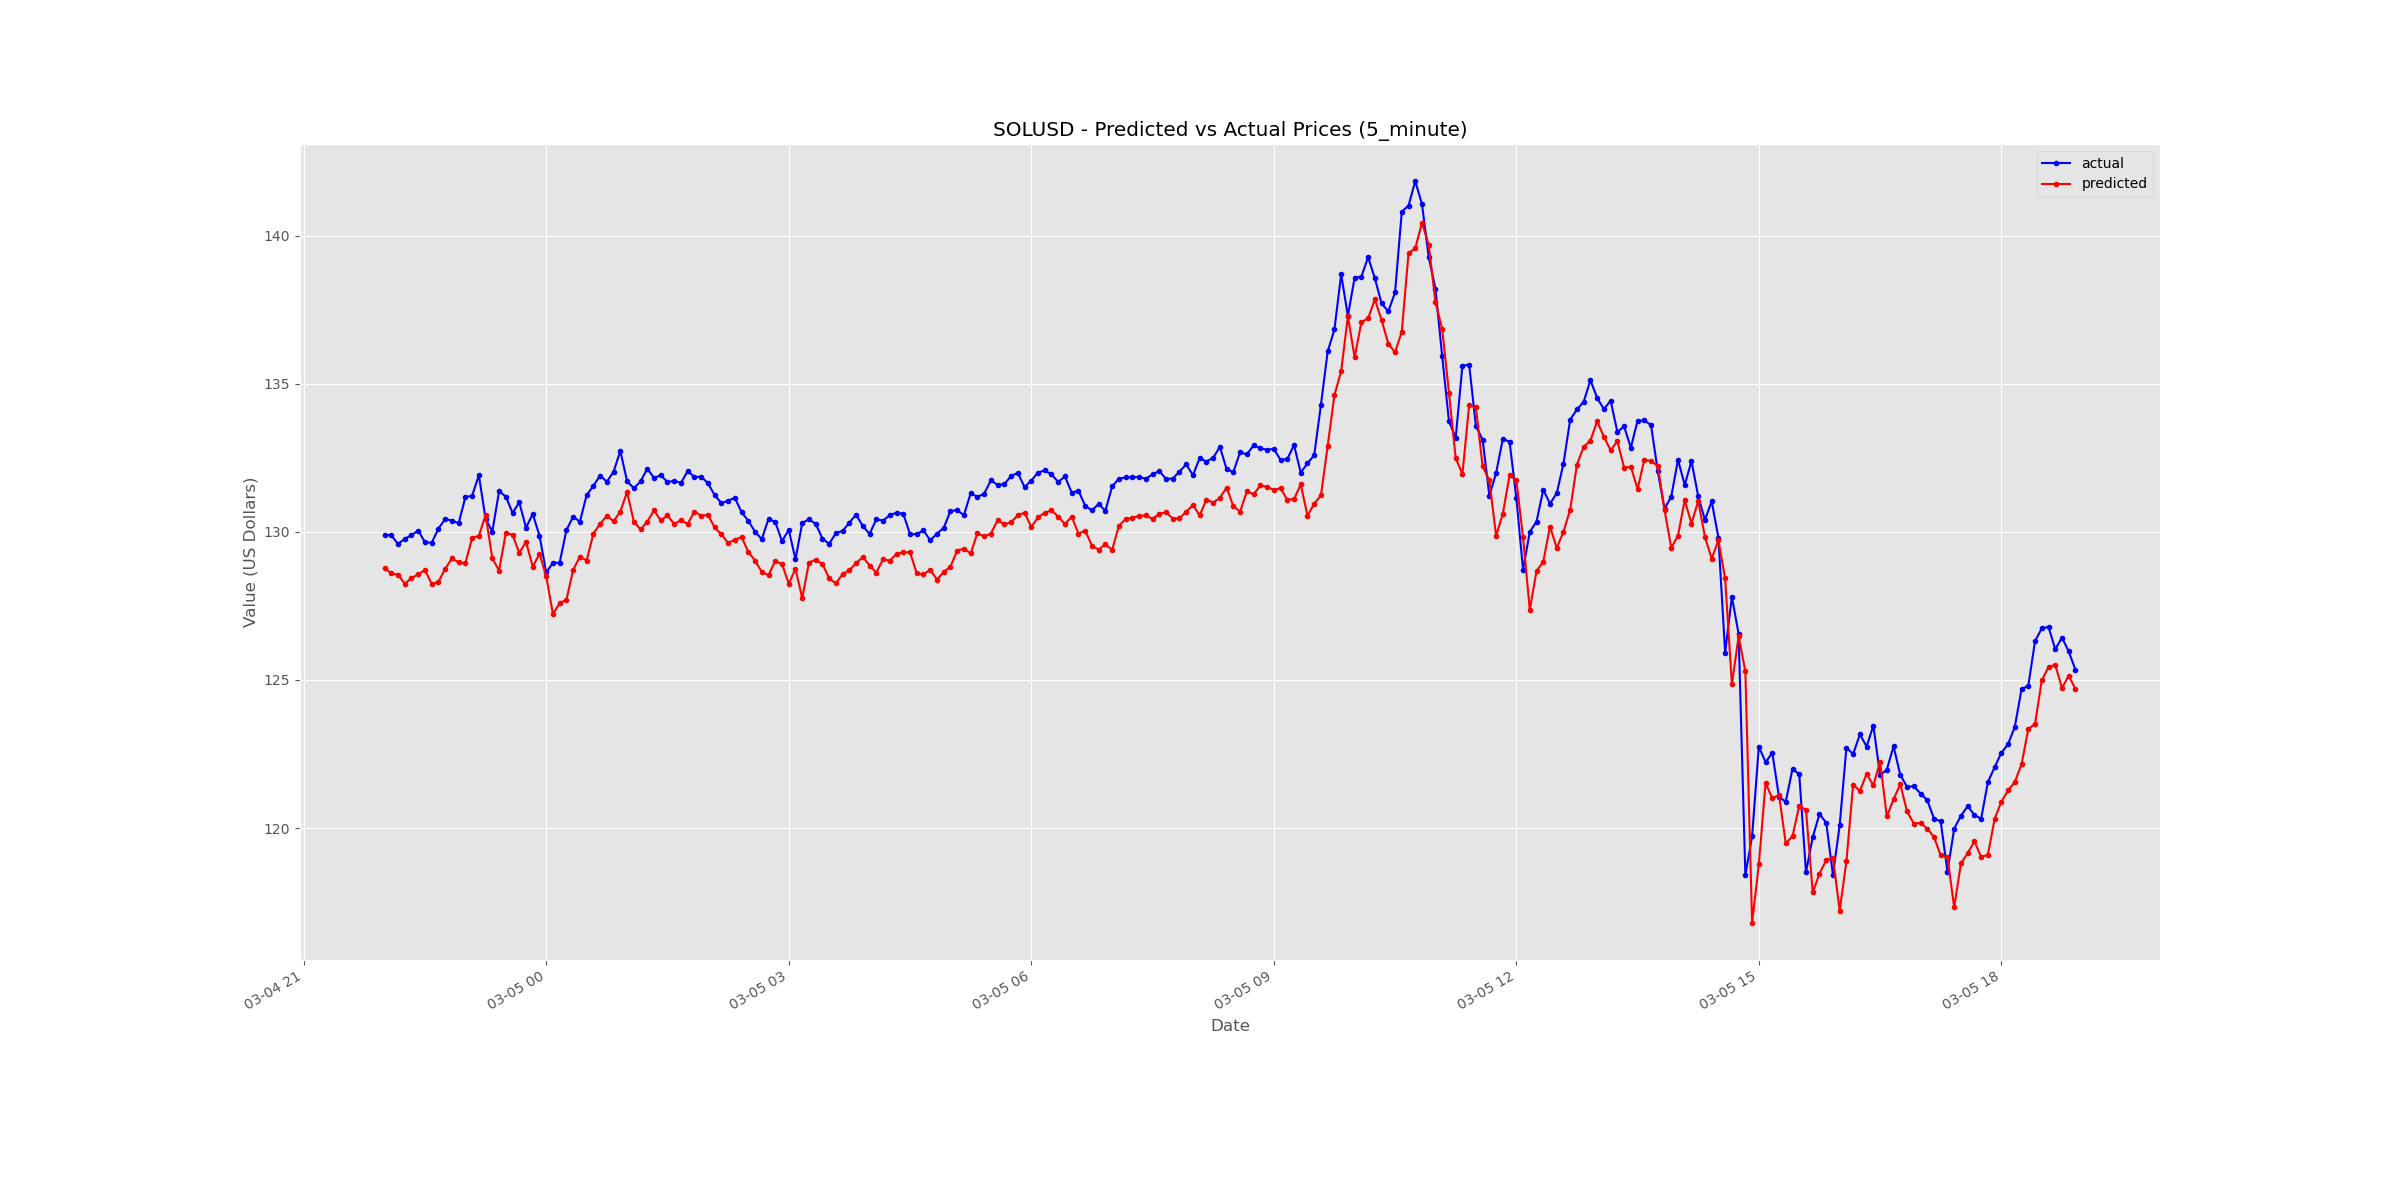 SOLUSD - Predicted vs Actual Prices (5_minute)
actual
predicted
140
135
130
125
120
Value (US Dollars)
03-04 21
03-05 00
03-05 03
03-05 06
03-05 09
03-05 12
03-05 15
03-05 18
Date